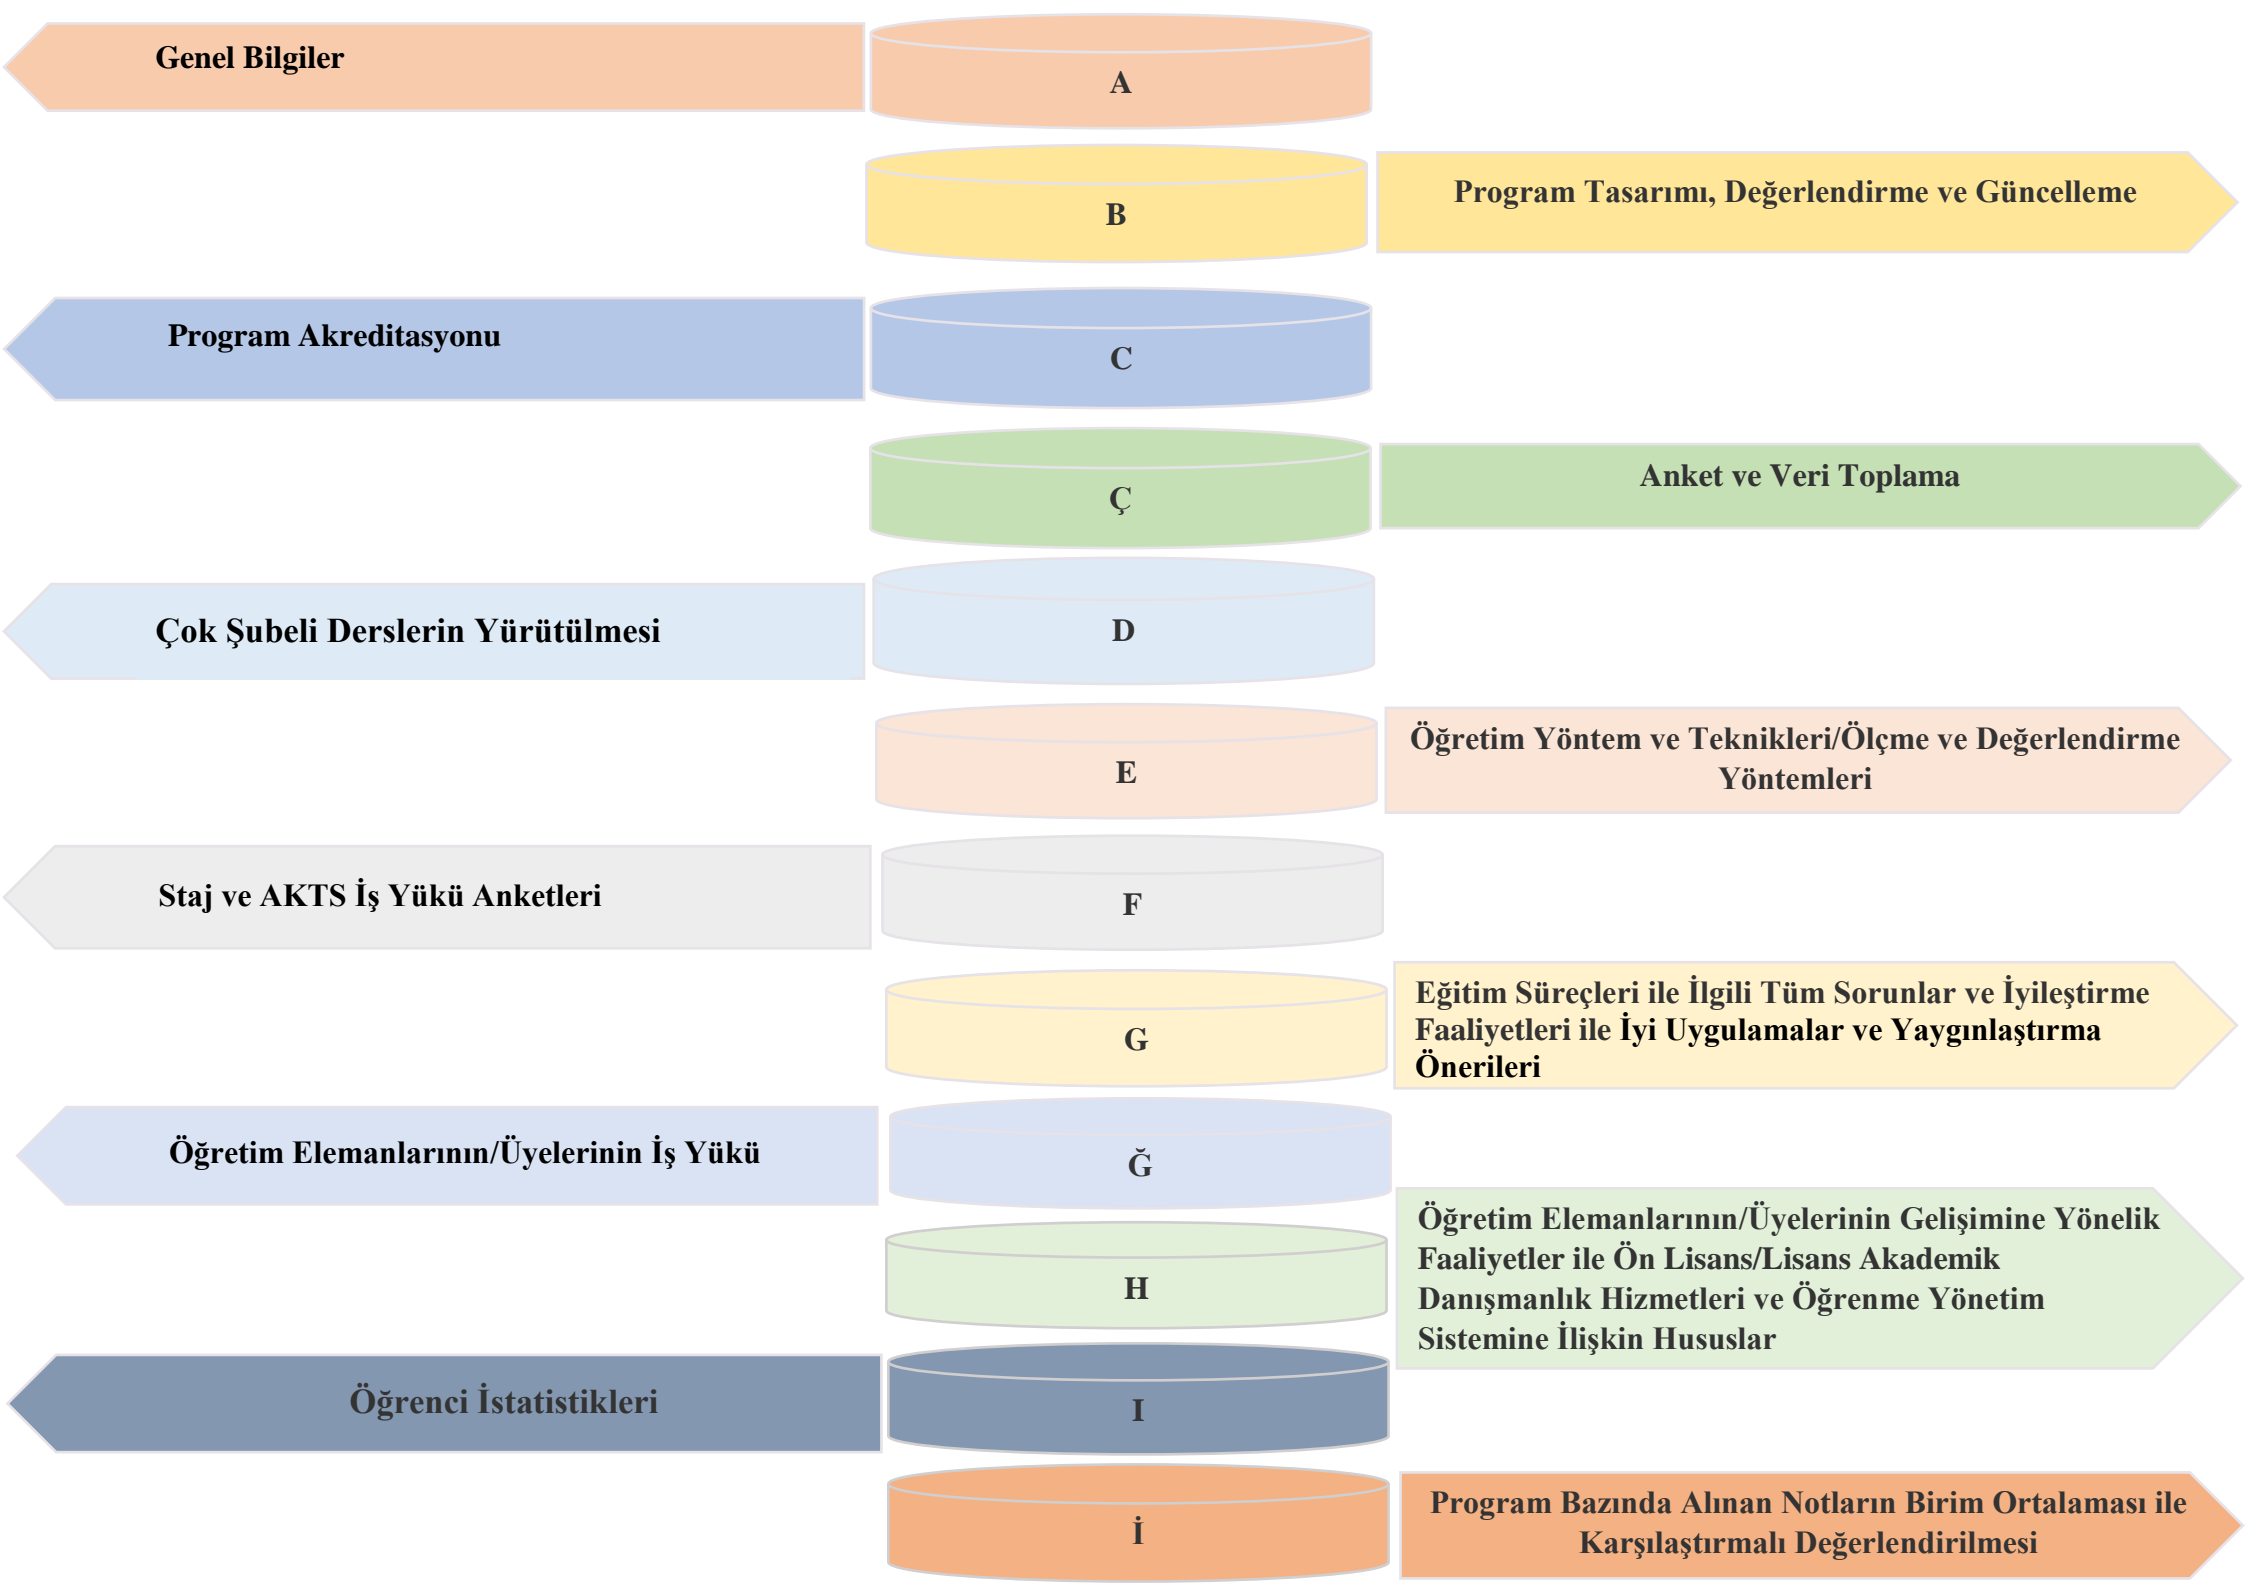 Genel Bilgiler
A
B
Program Tasarımı, Değerlendirme ve Güncelleme
Program Akreditasyonu
C
Ç
Anket ve Veri Toplama
Çok Şubeli Derslerin Yürütülmesi
D
E
Öğretim Yöntem ve Teknikleri/Ölçme ve Değerlendirme
Yöntemleri
Staj ve AKTS İş Yükü Anketleri
F
G
Eğitim Süreçleri ile İlgili Tüm Sorunlar ve İyileştirme
Faaliyetleri ile İyi Uygulamalar ve Yaygınlaştırma
Önerileri
Öğretim Elemanlarının/Üyelerinin İş Yükü
Ğ
H
Öğretim Elemanlarının/Üyelerinin Gelişimine Yönelik
Faaliyetler ile Ön Lisans/Lisans Akademik
Danışmanlık Hizmetleri ve Öğrenme Yönetim
Sistemine İlişkin Hususlar
Öğrenci İstatistikleri
I
İ
Program Bazında Alınan Notların Birim Ortalaması ile
Karşılaştırmalı Değerlendirilmesi